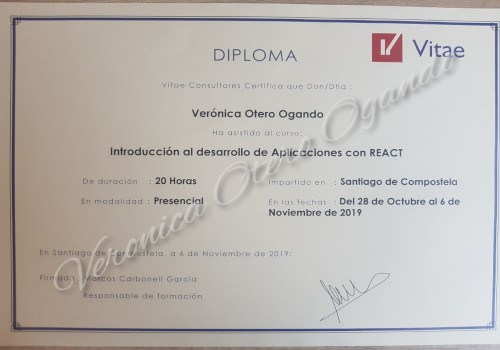 DIPLOMA
Vitae
Vitae Consultores Certifica que Don/Dña :
Verónica Otero Ogando
Ha asistido al curso:
Introducción al desarrollo de Aplicaciones con REACT
De duración : 20 Horas
Impartido en : Santiago de Compostela
En modalidad : Presencial
En las fechas : Del 28 de Octubre al 6 de
Noviembre de 2019
En Santiago de Compostela, a 6 de Noviembre de 2019:
Firmado: Marcos Carbonell García
Responsable de formación
Veronica Otero Ogando